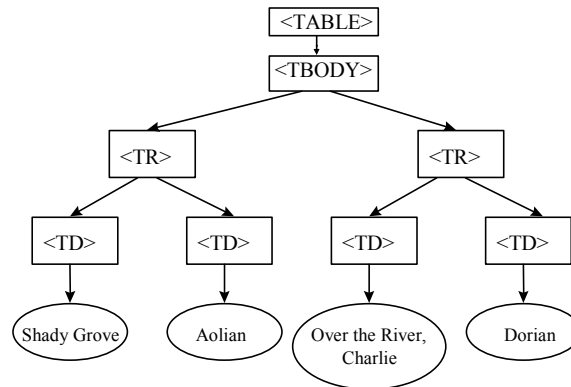 <TABLE>
<TBODY>
<TR> <TR>
<TD> <TD> <TD> <TD>
Shady Grove Aolian Over the River, Dorian
Charlie